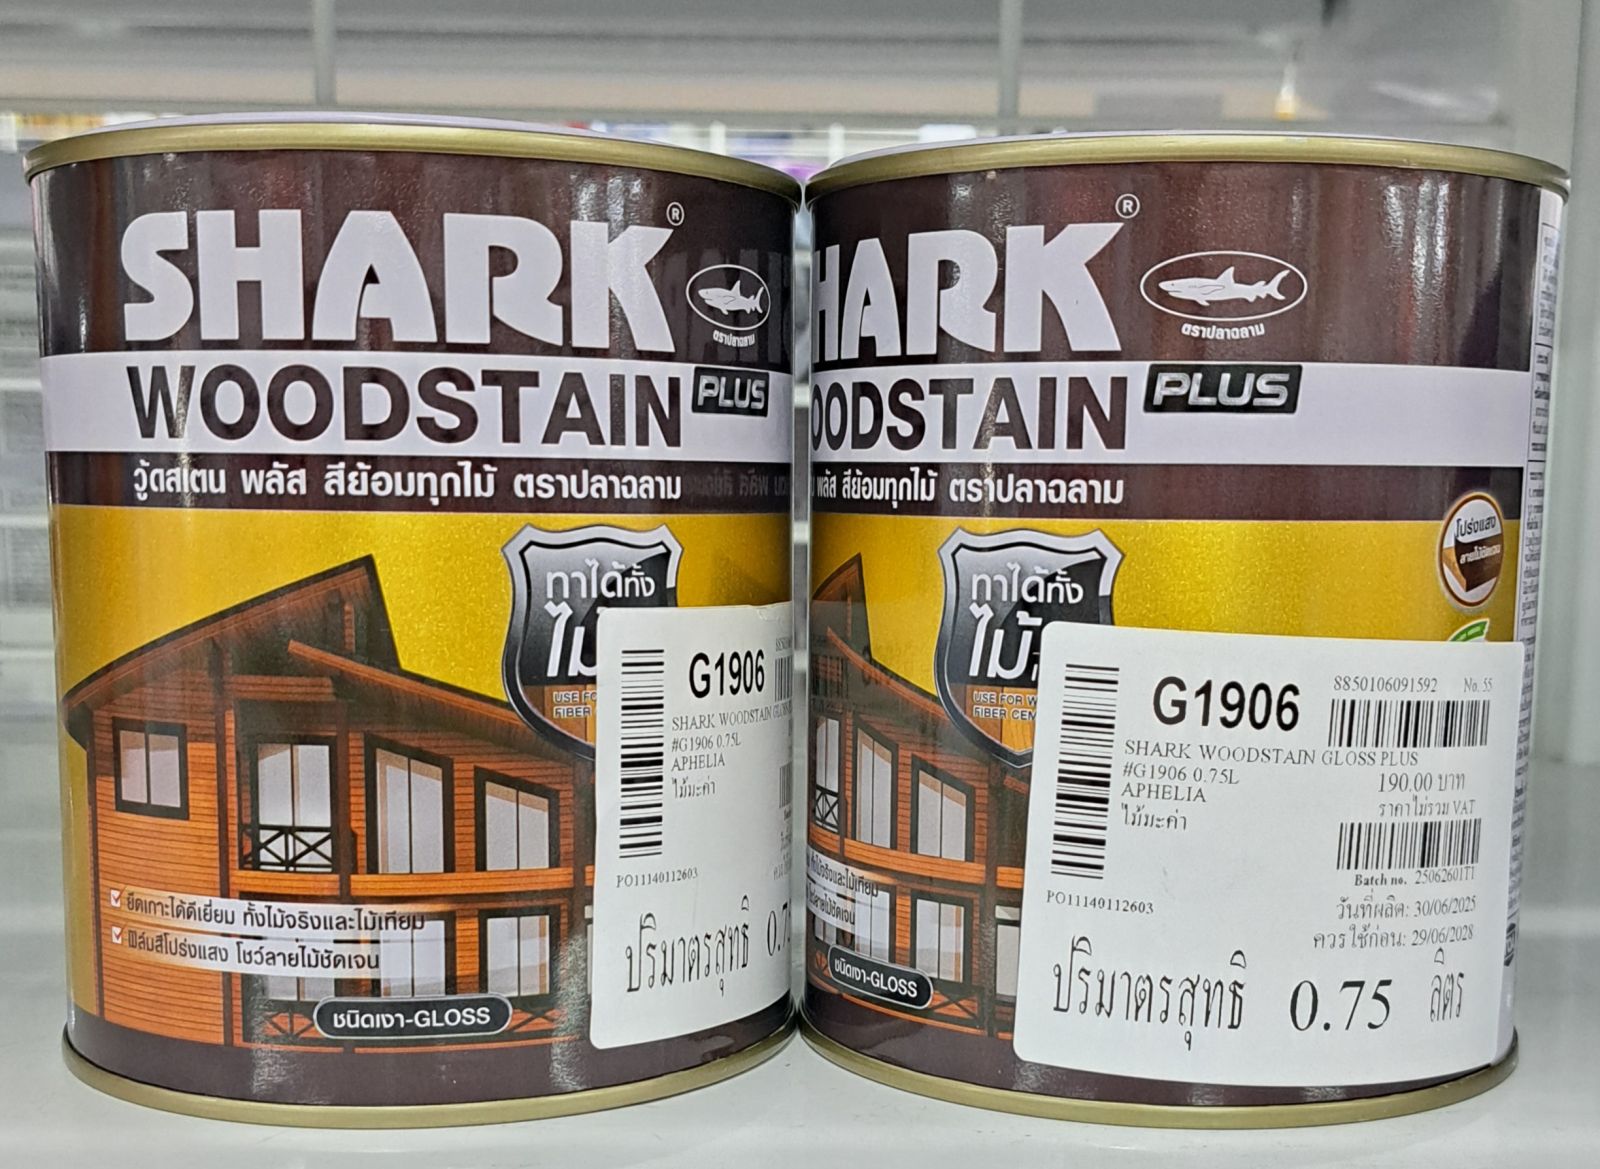 SHARK®
ตราปลาฉลาม
WOODSTAIN PLUS
วู้ดสเตน พลัส สีย้อมทุกไม้ ตราปลาฉลาม
ทาได้ทั้ง
USE FO
FIBER
G1906
SHARK WOODSTAIN
#G1906 0.75L
APHELIA
ไม้มะค่า
PO11140112603
ปริมาตรสุทธิ 0.7
ยึดเกาะได้ดีเยี่ยม ทั้งไม้จริงและไม้เทียม
ฟิล์มสีโปร่งแสง โชว์ลายไม้ชัดเจน
ชนิดเงา-GLOSS
HARK®
ตราปลาฉลาม
OODSTAIN PLUS
พลัส สีย้อมทุกไม้ ตราปลาฉลาม
โปร่งแสง
ลายไม้ชัดเจน
ทาได้ทั้ง
ไม้
USE FOR W
FIBER CEM
G1906
8850106091592 No. 55
SHARK WOODSTAIN GLOSS PLUS
#G1906 0.75L
190.00 บาท
APHELIA
ราคาไม่รวม VAT
ไม้มะค่า
Batch no. 25062601T1
PO11140112603
วันที่ผลิต: 30/06/2025
ควรใช้ก่อน: 29/06/2028
ปริมาตรสุทธิ 0.75 ลิตร
ชนิดเงา-GLOSS